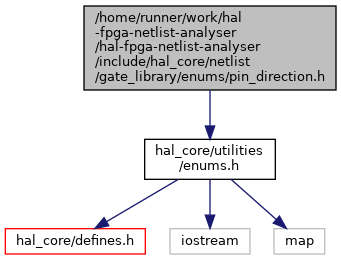 /home/runner/work/hal
-fpga-netlist-analyser
/hal-fpga-netlist-analyser
/include/hal_core/netlist
/gate_library/enums/pin_direction.h
hal_core/utilities
/enums.h
hal_core/defines.h
iostream
map